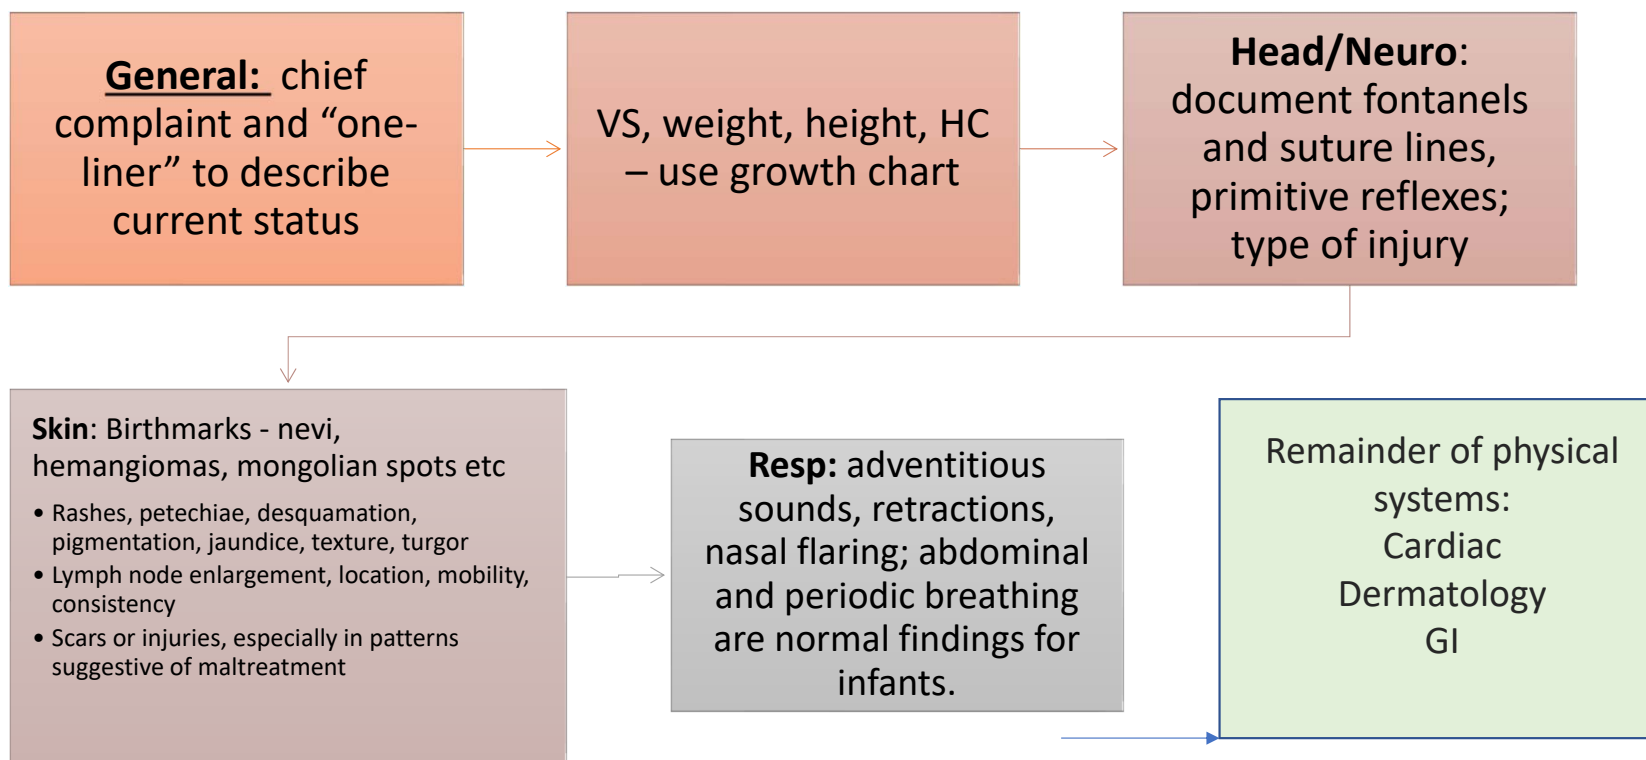 General: chief
complaint and “one-
liner” to describe
current status
VS, weight, height, HC
– use growth chart
Head/Neuro:
document fontanels
and suture lines,
primitive reflexes;
type of injury
Skin: Birthmarks - nevi,
hemangiomas, mongolian spots etc
• Rashes, petechiae, desquamation,
pigmentation, jaundice, texture, turgor
• Lymph node enlargement, location, mobility,
consistency
• Scars or injuries, especially in patterns
suggestive of maltreatment
Resp: adventitious
sounds, retractions,
nasal flaring; abdominal
and periodic breathing
are normal findings for
infants.
Remainder of physical
systems:
Cardiac
Dermatology
GI